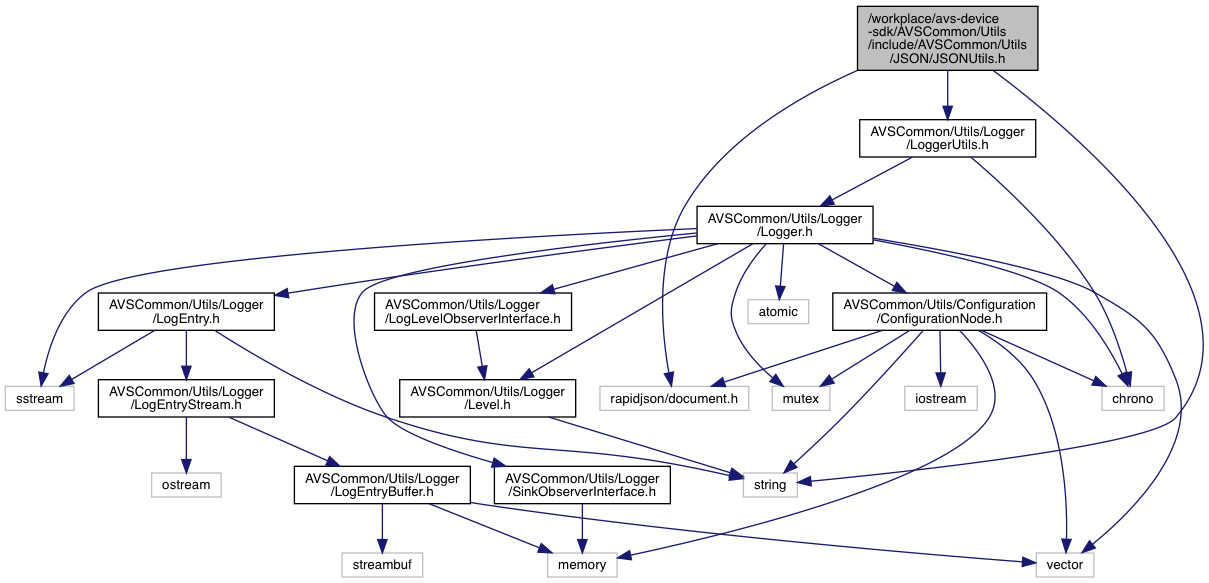 /workplace/avs-device
-sdk/AVSCommon/Utils
/include/AVSCommon/Utils
/JSON/JSONUtils.h
AVSCommon/Utils/Logger
/LoggerUtils.h
AVSCommon/Utils/Logger
/Logger.h
AVSCommon/Utils/Logger
/LogEntry.h
AVSCommon/Utils/Logger
/LogLevelObserverInterface.h
atomic
AVSCommon/Utils/Configuration
/ConfigurationNode.h
sstream
AVSCommon/Utils/Logger
/LogEntryStream.h
AVSCommon/Utils/Logger
/Level.h
rapidjson/document.h
mutex
iostream
chrono
ostream
AVSCommon/Utils/Logger
/LogEntryBuffer.h
AVSCommon/Utils/Logger
/SinkObserverInterface.h
string
streambuf
memory
vector